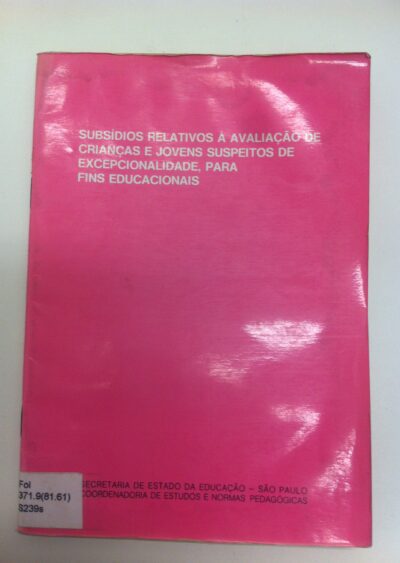 SUBSÍDIOS RELATIVOS À AVALIAÇÃO DE
CRIANÇAS E JOVENS SUSPEITOS DE
EXCEPCIONALIDADE, PARA
FINS EDUCACIONAIS
Fol
371.9(81.61)
S239s
SECRETARIA DE ESTADO DA EDUCAÇÃO – SÃO PAULO
COORDENADORIA DE ESTUDOS E NORMAS PEDAGÓGICAS